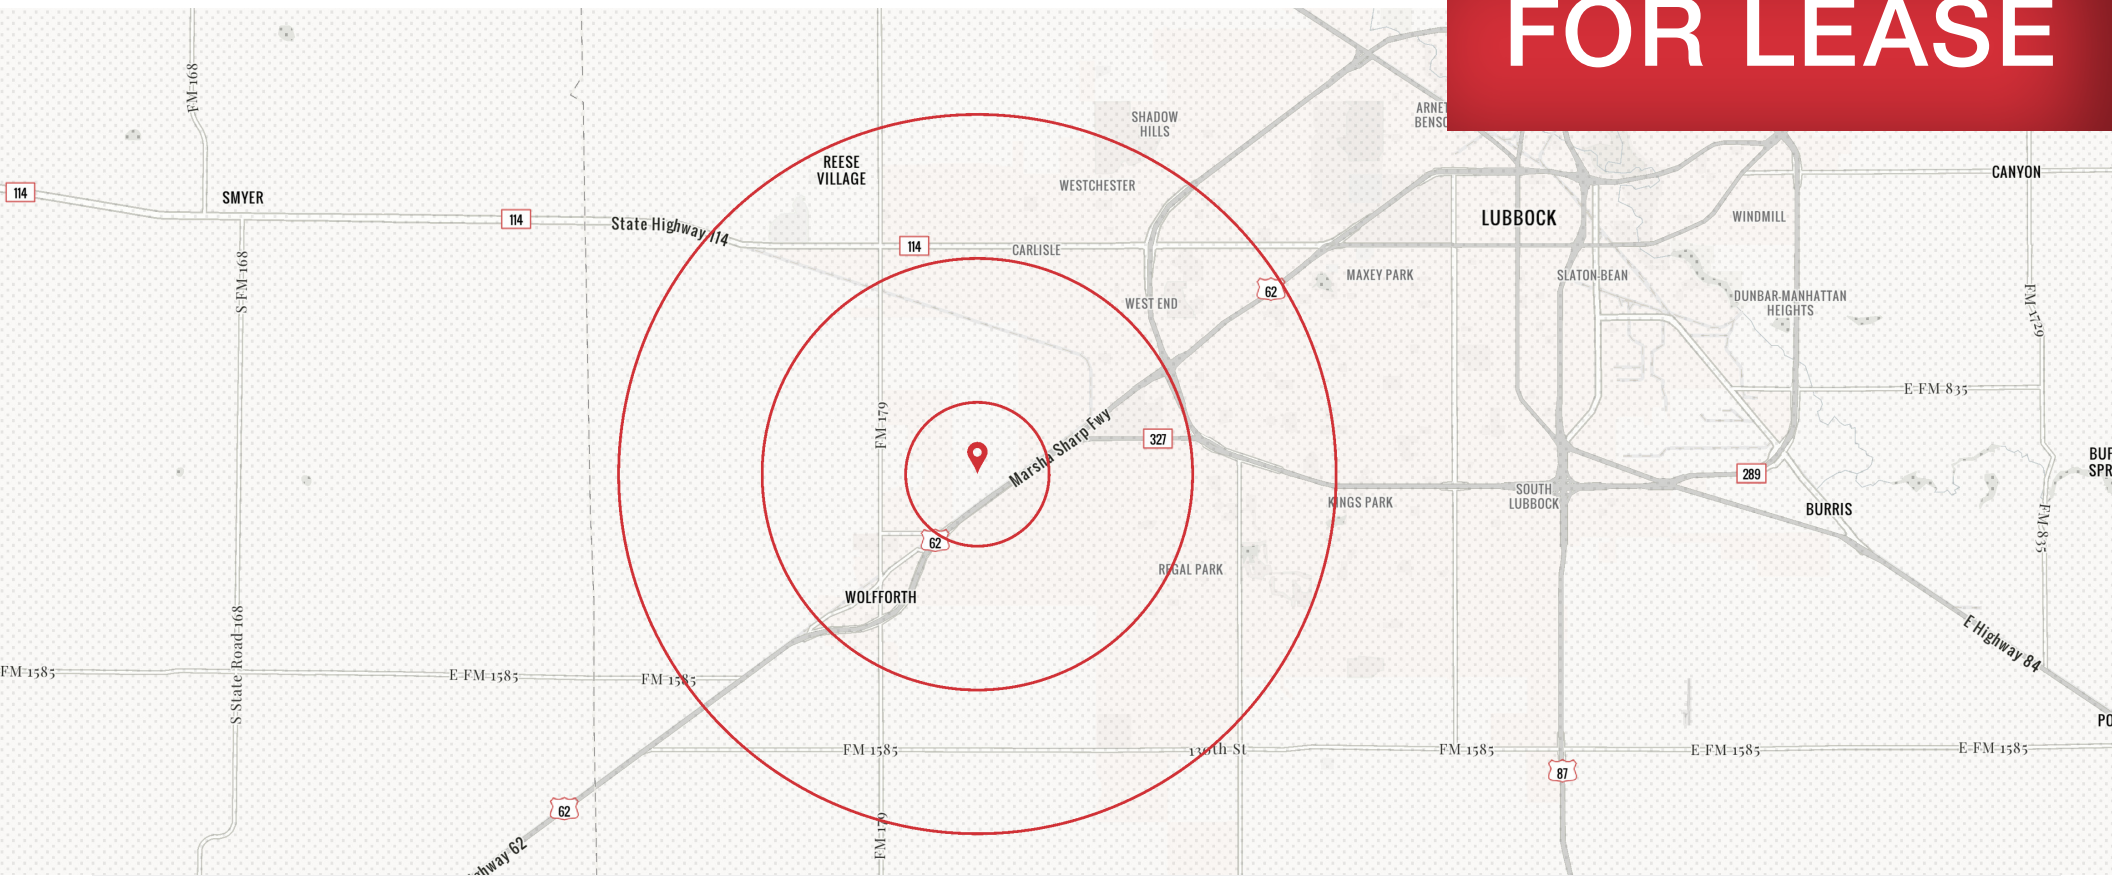 FOR LEASE
FM 168
SHADOW
HILLS
REESE
VILLAGE
WESTCHESTER
CANYON
114
SMYER
114
State Highway 114
114
CARLISLE
LUBBOCK
WINDMILL
S FM 168
62
MAXEY PARK
SLATON-BEAN
WEST END
DUNBAR-MANHATTAN
HEIGHTS
FM 1729
E FM 835
FM 179
Marsha Sharp Fwy
327
289
SOUTH
LUBBOCK
KINGS PARK
BURRIS
FM 835
62
REGAL PARK
WOLFFORTH
E Highway 84
S State Road 168
FM 1585
E FM 1585
FM 1585
FM 1585
130th St
FM 1585
E FM 1585
E FM 1585
87
62
FM 179